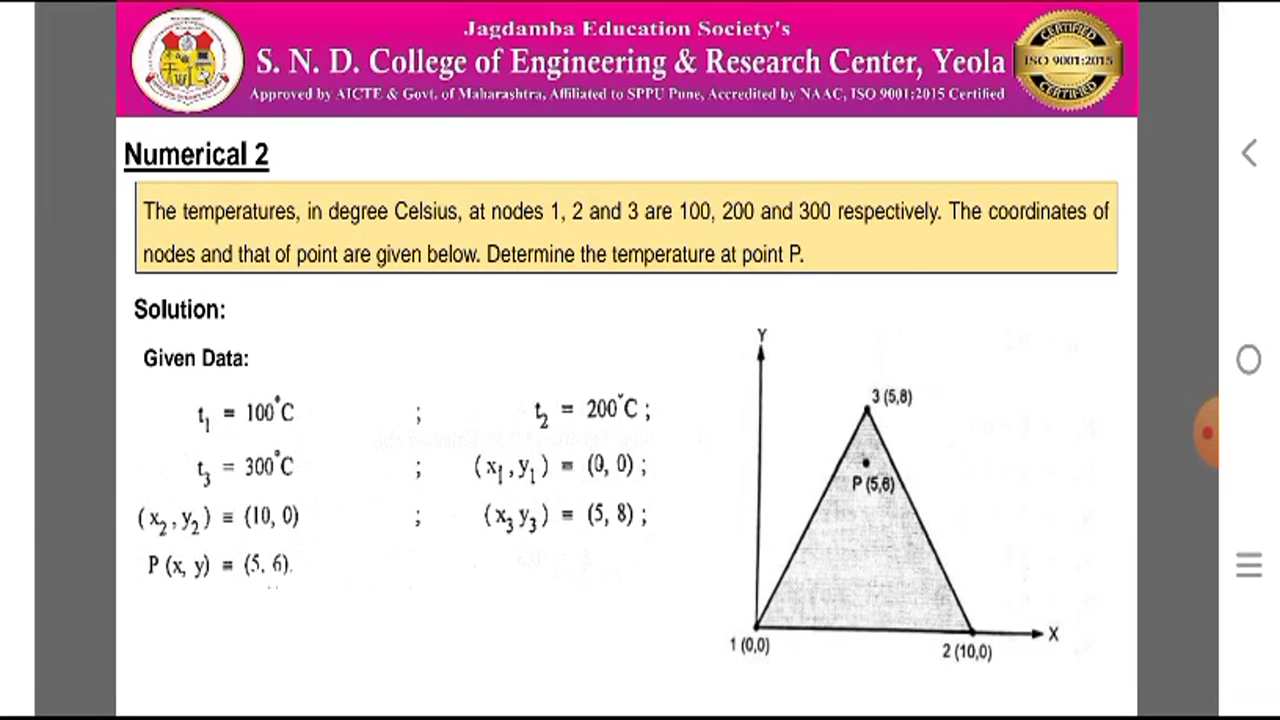 Jagdamba Education Society's
S. N. D. College of Engineering & Research Center, Yeola
Approved by AICTE & Govt. of Maharashtra, Affiliated to SPPU Pune, Accredited by NAAC, ISO 9001:2015 Certified
CERTIFIED
ISO 9001:2015
CERTIFIED
Numerical 2
The temperatures, in degree Celsius, at nodes 1, 2 and 3 are 100, 200 and 300 respectively. The coordinates of
nodes and that of point are given below. Determine the temperature at point P.
Solution:
Given Data:
t₁ = 100°C ; t₂ = 200°C ;
t₃ = 300°C ; (x₁, y₁) ≡ (0, 0) ;
(x₂, y₂) ≡ (10, 0) ; (x₃ y₃) ≡ (5, 8) ;
P (x, y) ≡ (5, 6).
Y
3 (5,8)
P (5,6)
X
1 (0,0)
2 (10,0)